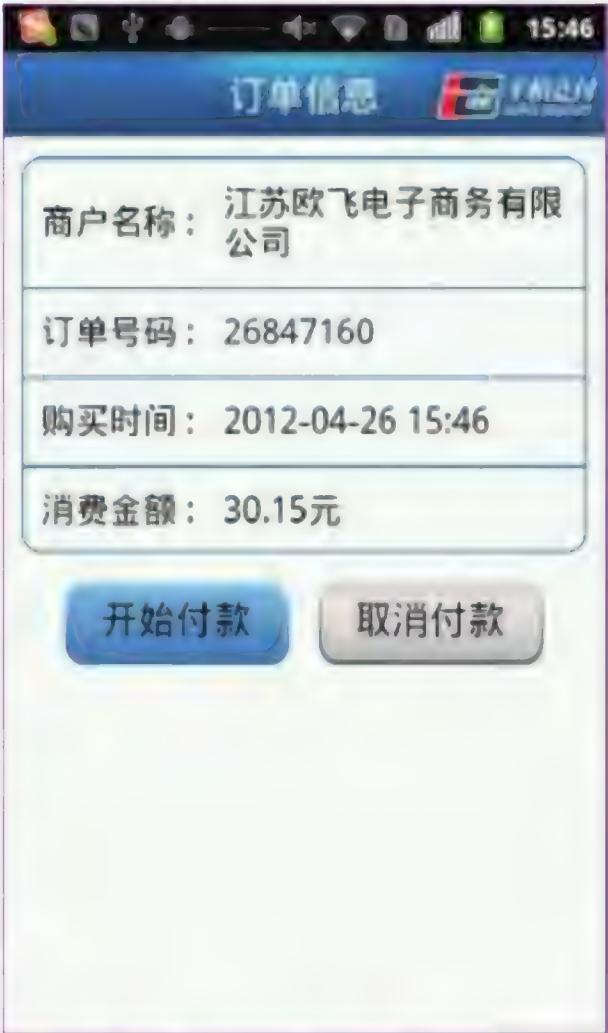 15:46
订单信息
商户名称：
江苏欧飞电子商务有限
公司
订单号码：
26847160
购买时间：
2012-04-26 15:46
消费金额：
30.15元
开始付款
取消付款